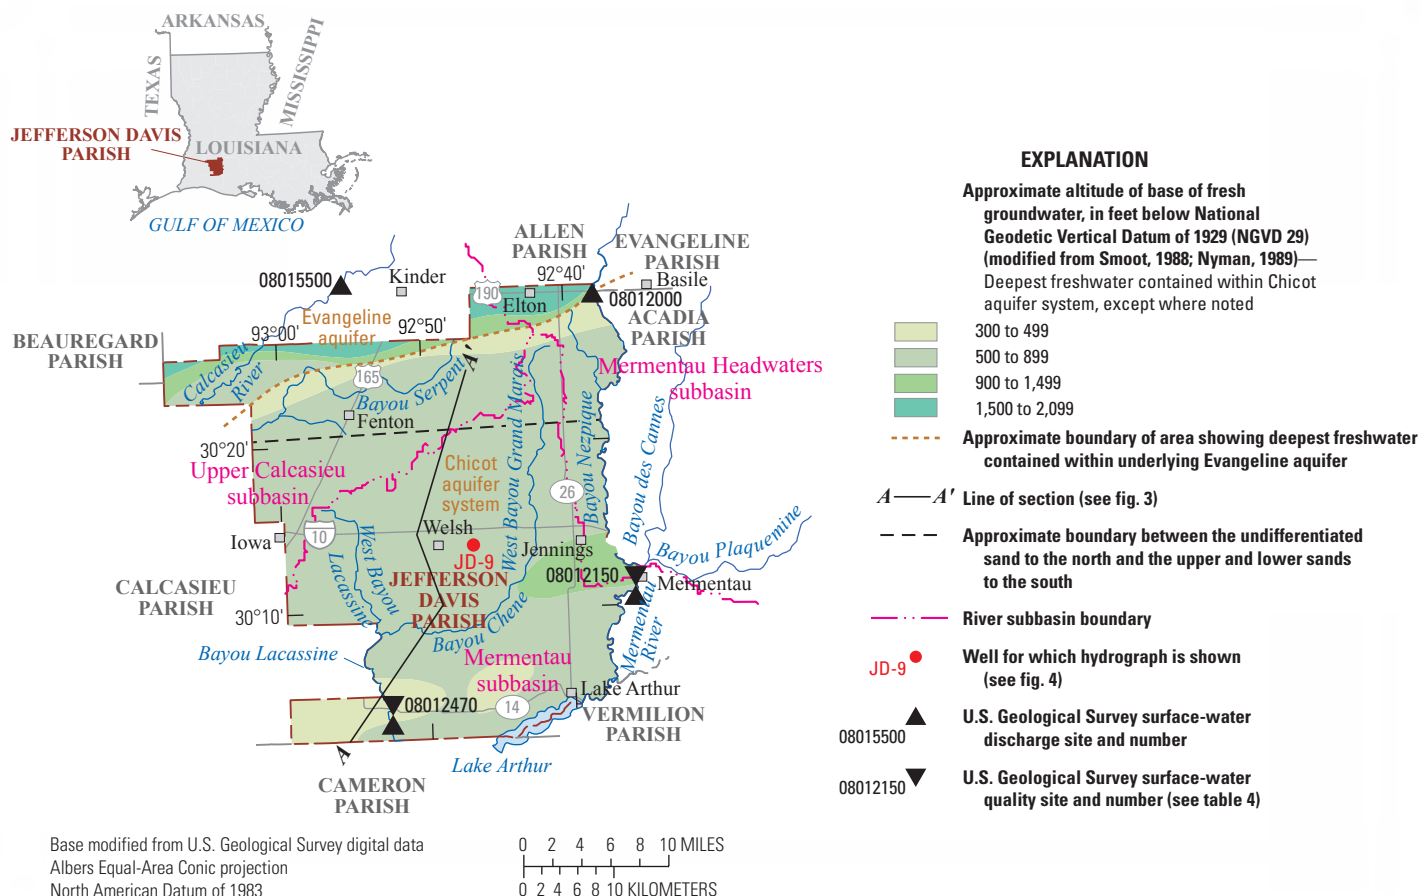 ARKANSAS
TEXAS
MISSISSIPPI
JEFFERSON DAVIS
PARISH
LOUISIANA
GULF OF MEXICO
ALLEN
PARISH
EVANGELINE
PARISH
08015500
Kinder
92°40'
Basile
190
Elton
08012000
Evangeline
aquifer
93°00'
92°50'
ACADIA
PARISH
BEAUREGARD
PARISH
Calcasieu
River
A'
165
Bayou Serpent
Mermentau Headwaters
subbasin
Fenton
West Bayou Grand Marais
Bayou Nezpique
Bayou des Cannes
30°20'
Upper Calcasieu
subbasin
Chicot
aquifer
system
26
Iowa
10
Welsh
JD-9
Jennings
Bayou Plaquemine
West Bayou
Lacassine
08012150
Mermentau
CALCASIEU
PARISH
JEFFERSON
DAVIS
PARISH
30°10'
Bayou Chene
Mermentau
River
Bayou Lacassine
Mermentau
subbasin
Lake Arthur
08012470
14
VERMILION
PARISH
A
Lake Arthur
CAMERON
PARISH
EXPLANATION
Approximate altitude of base of fresh
groundwater, in feet below National
Geodetic Vertical Datum of 1929 (NGVD 29)
(modified from Smoot, 1988; Nyman, 1989)—
Deepest freshwater contained within Chicot
aquifer system, except where noted
300 to 499
500 to 899
900 to 1,499
1,500 to 2,099
Approximate boundary of area showing deepest freshwater
contained within underlying Evangeline aquifer
A A' Line of section (see fig. 3)
Approximate boundary between the undifferentiated
sand to the north and the upper and lower sands
to the south
River subbasin boundary
JD-9 Well for which hydrograph is shown
(see fig. 4)
08015500 U.S. Geological Survey surface-water
discharge site and number
08012150 U.S. Geological Survey surface-water
quality site and number (see table 4)
Base modified from U.S. Geological Survey digital data
Albers Equal-Area Conic projection
North American Datum of 1983
0 2 4 6 8 10 MILES
0 2 4 6 8 10 KILOMETERS